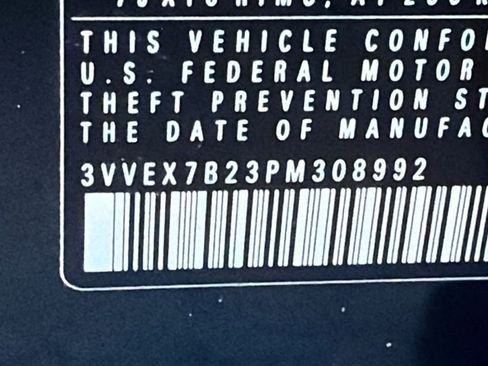 THIS VEHICLE CONFO
U.S. FEDERAL MOTOR
THEFT PREVENTION ST
THE DATE OF MANUFAC
3VVEX7B23PM308992